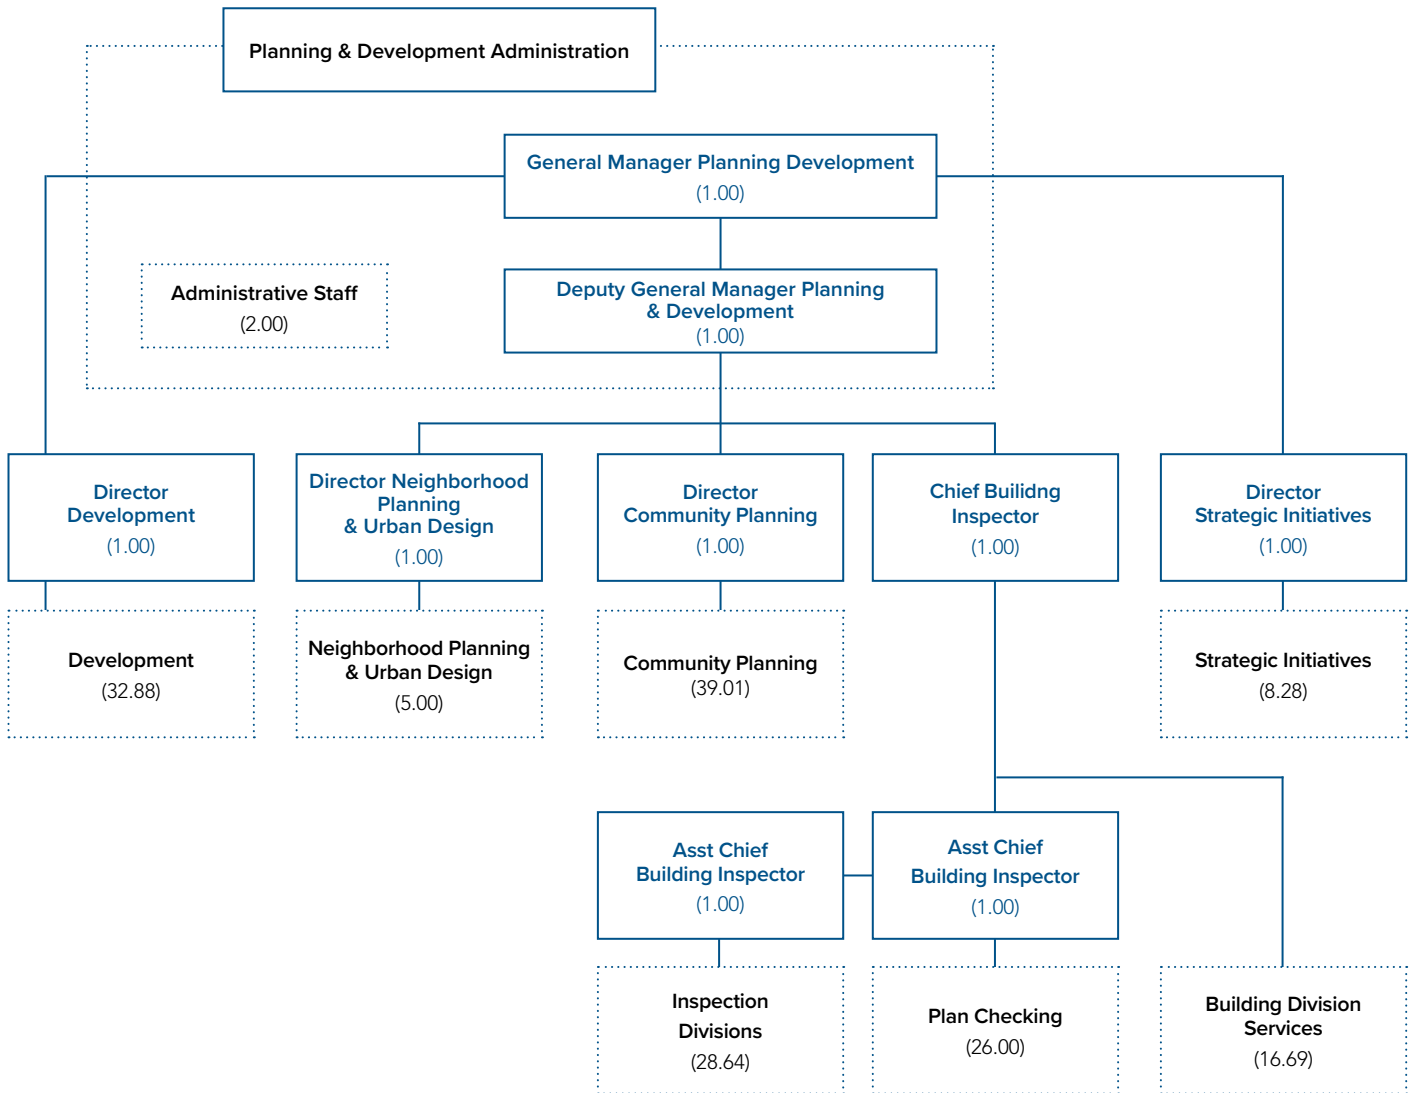 Planning & Development Administration
General Manager Planning Development
(1.00)
Administrative Staff
(2.00)
Deputy General Manager Planning
& Development
(1.00)
Director
Development
(1.00)
Director Neighborhood
Planning
& Urban Design
(1.00)
Director
Community Planning
(1.00)
Chief Builidng
Inspector
(1.00)
Director
Strategic Initiatives
(1.00)
Development
(32.88)
Neighborhood Planning
& Urban Design
(5.00)
Community Planning
(39.01)
Strategic Initiatives
(8.28)
Asst Chief
Building Inspector
(1.00)
Asst Chief
Building Inspector
(1.00)
Inspection
Divisions
(28.64)
Plan Checking
(26.00)
Building Division
Services
(16.69)